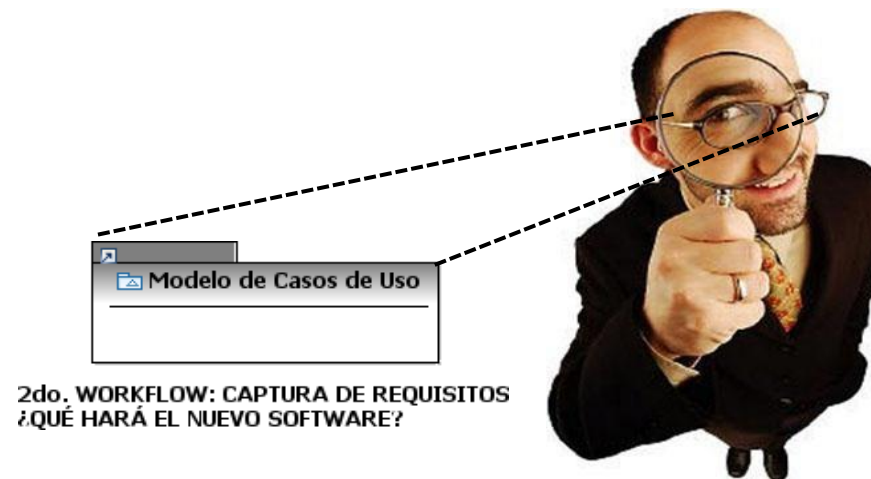 Modelo de Casos de Uso
2do. WORKFLOW: CAPTURA DE REQUISITOS
¿QUÉ HARÁ EL NUEVO SOFTWARE?